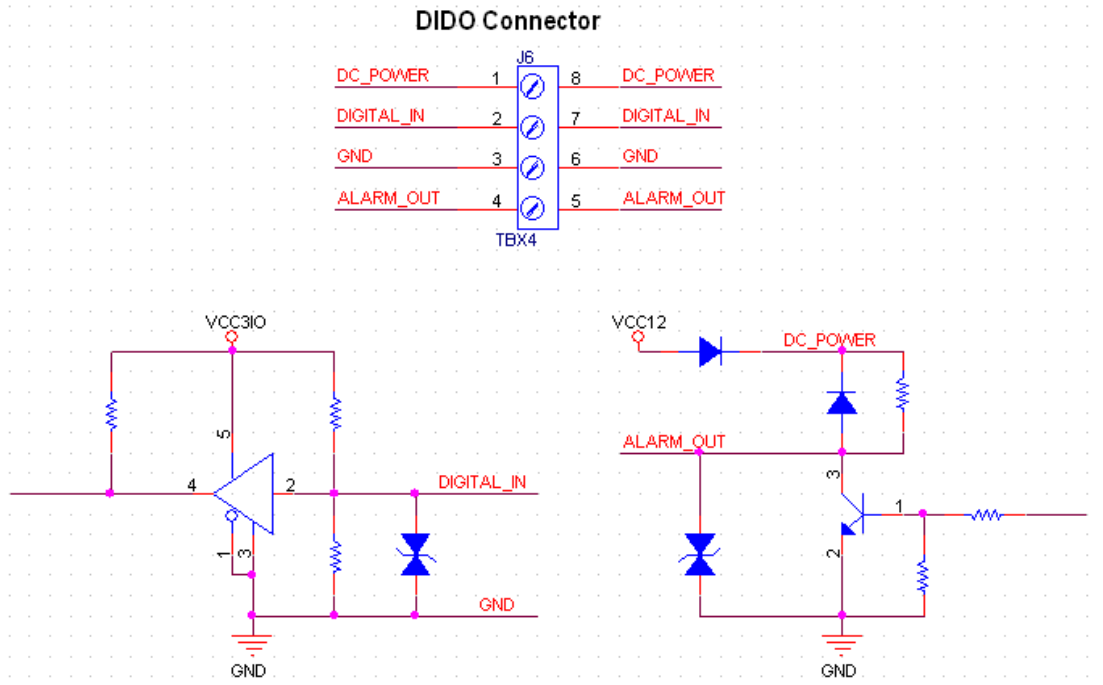 DIDO Connector
J6
DC_POWER 1 8 DC_POWER
DIGITAL_IN 2 7 DIGITAL_IN
GND 3 6 GND
ALARM_OUT 4 5 ALARM_OUT
TBX4
VCC3IO
5
4 2 DIGITAL_IN
1 3
GND
GND
VCC12
DC_POWER
ALARM_OUT
3
1
2
GND